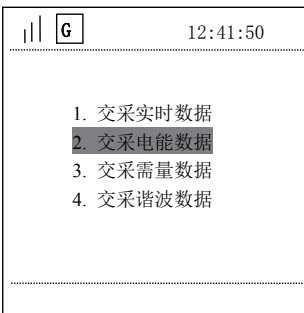 G 12:41:50
1. 交采实时数据
2. 交采电能数据
3. 交采需量数据
4. 交采谐波数据